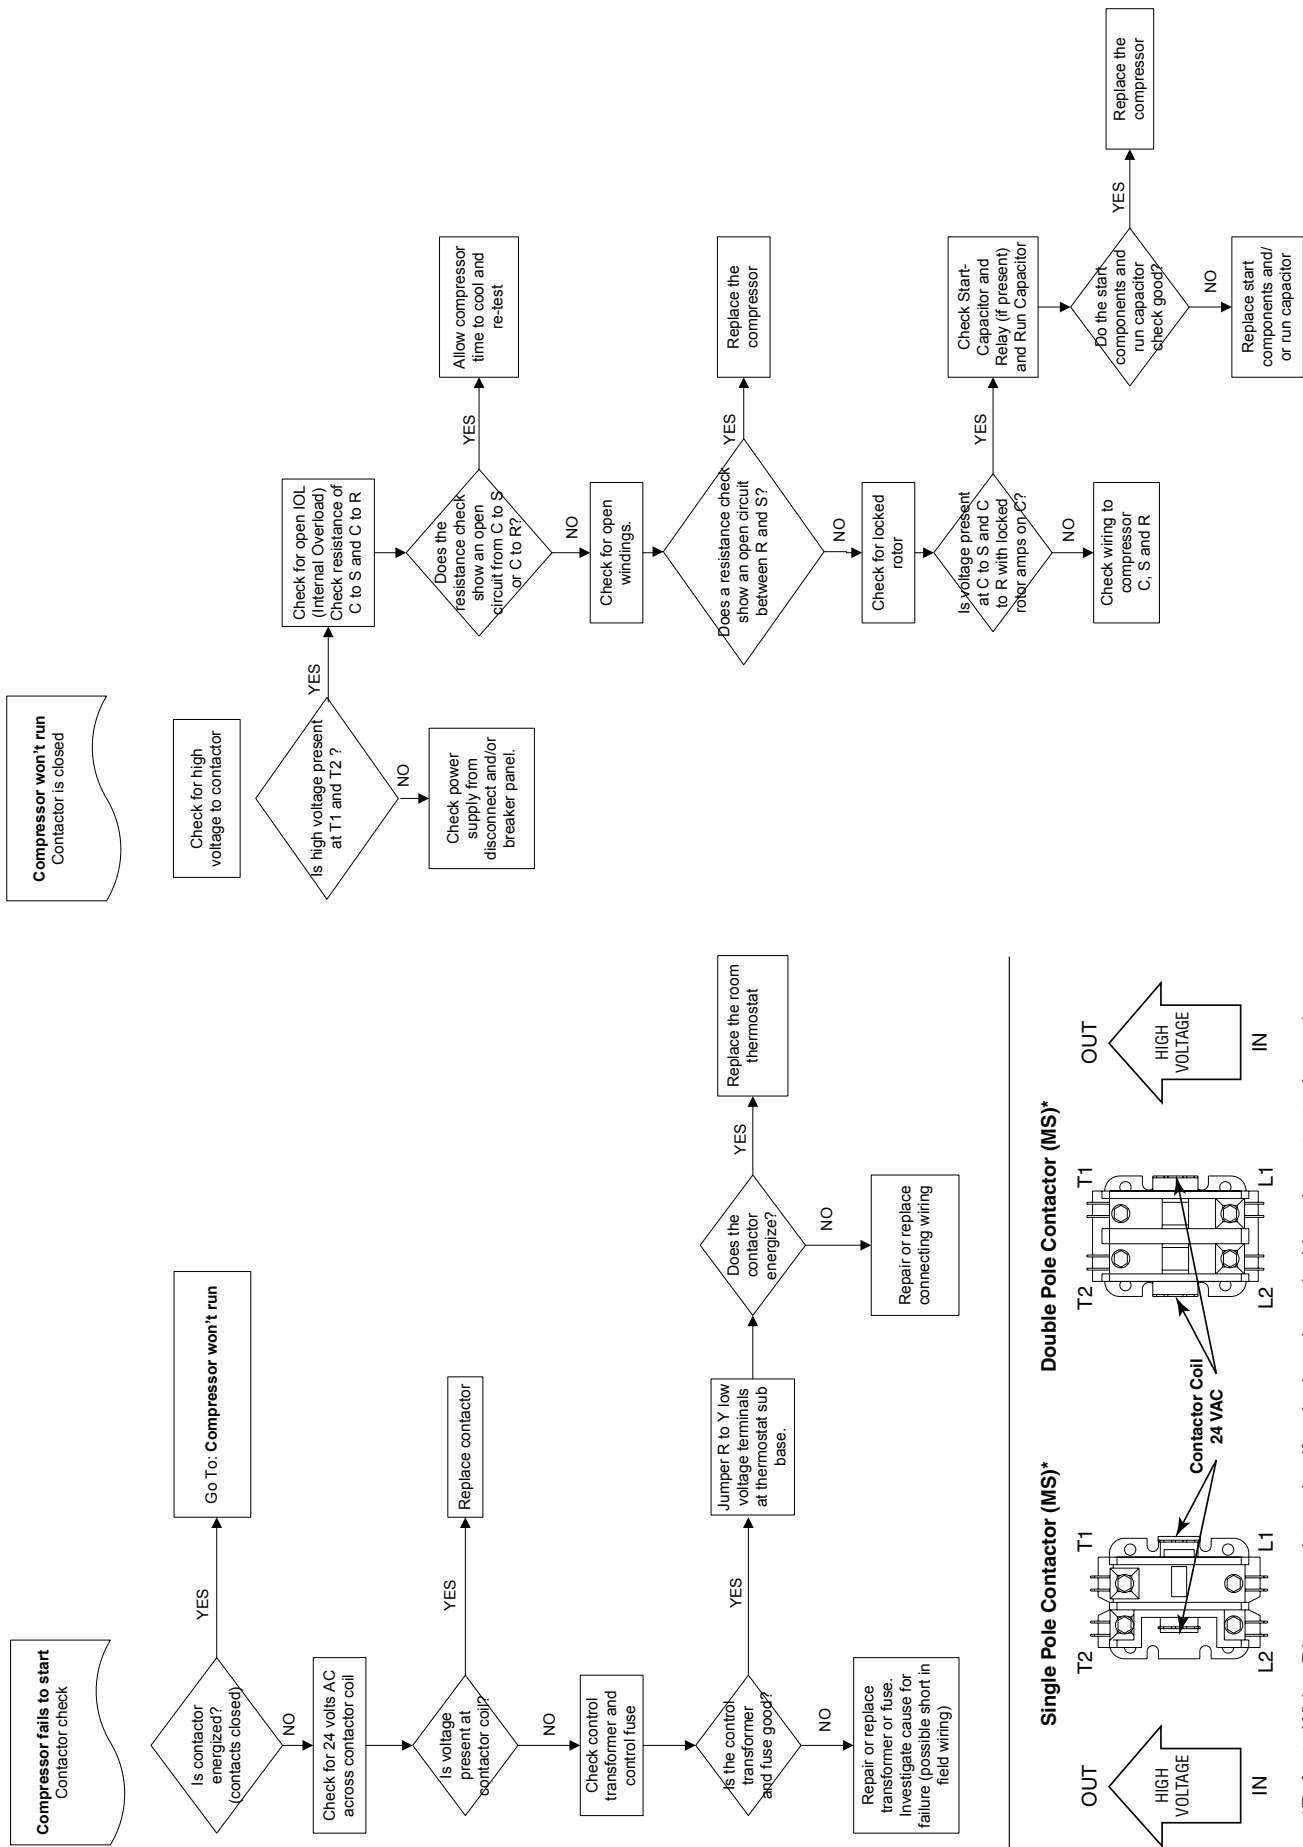 Compressor fails to start
Contactor check
Is contactor
energized?
(contacts closed)
YES
Go To: Compressor won't run
NO
Check for 24 volts AC
across contactor coil
Is voltage
present at
contactor coil?
YES
Replace contactor
NO
Check control
transformer and
control fuse
Is the control
transformer
and fuse good?
YES
Jumper R to Y low
voltage terminals
at thermostat sub
base.
Does the
contactor
energize?
YES
Replace the room
thermostat
NO
Repair or replace
connecting wiring
NO
Repair or replace
transformer or fuse.
Investigate cause for
failure (possible short in
field wiring)
Compressor won't run
Contactor is closed
Check for high
voltage to contactor
Is high voltage present
at T1 and T2 ?
YES
Check for open IOL
(Internal Overload)
Check resistance of
C to S and C to R
NO
Check power
supply from
disconnect and/or
breaker panel.
Does the
resistance check
show an open
circuit from C to S
or C to R?
YES
Allow compressor
time to cool and
re-test
NO
Check for open
windings.
Does a resistance check
show an open circuit
between R and S?
YES
Replace the
compressor
NO
Check for locked
rotor
Is voltage present
at C to S and C
to R with locked
rotor amps on C?
YES
Check Start-
Capacitor and
Relay (if present)
and Run Capacitor
NO
Check wiring to
compressor
C, S and R
Do the start
components and
run capacitor
check good?
YES
Replace the
compressor
NO
Replace start
components and/
or run capacitor
Single Pole Contactor (MS)*
Double Pole Contactor (MS)*
OUT
HIGH
VOLTAGE
IN
T2
T1
L2
L1
Contactor Coil
24 VAC
T2
T1
L2
L1
OUT
HIGH
VOLTAGE
IN